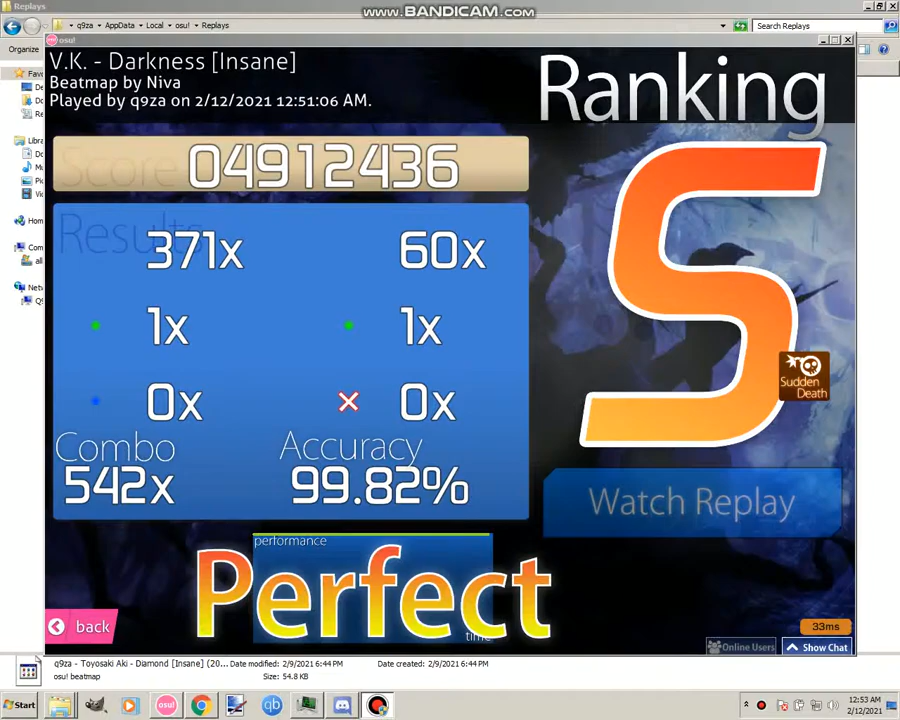 www.BANDICAM.com
q9za ▸ AppData ▸ Local ▸ osu! ▸ Replays
Search Replays
Organize
osu!
V.K. - Darkness [Insane]
Beatmap by Niva
Played by q9za on 2/12/2021 12:51:06 AM.
Ranking
Score
04912436
Results
371x
60x
1x
1x
0x
0x
Combo
Accuracy
542x
99.82%
S
Sudden
Death
Watch Replay
performance
Perfect
time
back
33ms
Online Users
Show Chat
q9za - Toyosaki Aki - Diamond [Insane] (20...
Date modified: 2/9/2021 6:44 PM
Date created: 2/9/2021 6:44 PM
osu! beatmap
Size: 54.8 KB
Start
osu!
qb
12:53 AM
2/12/2021